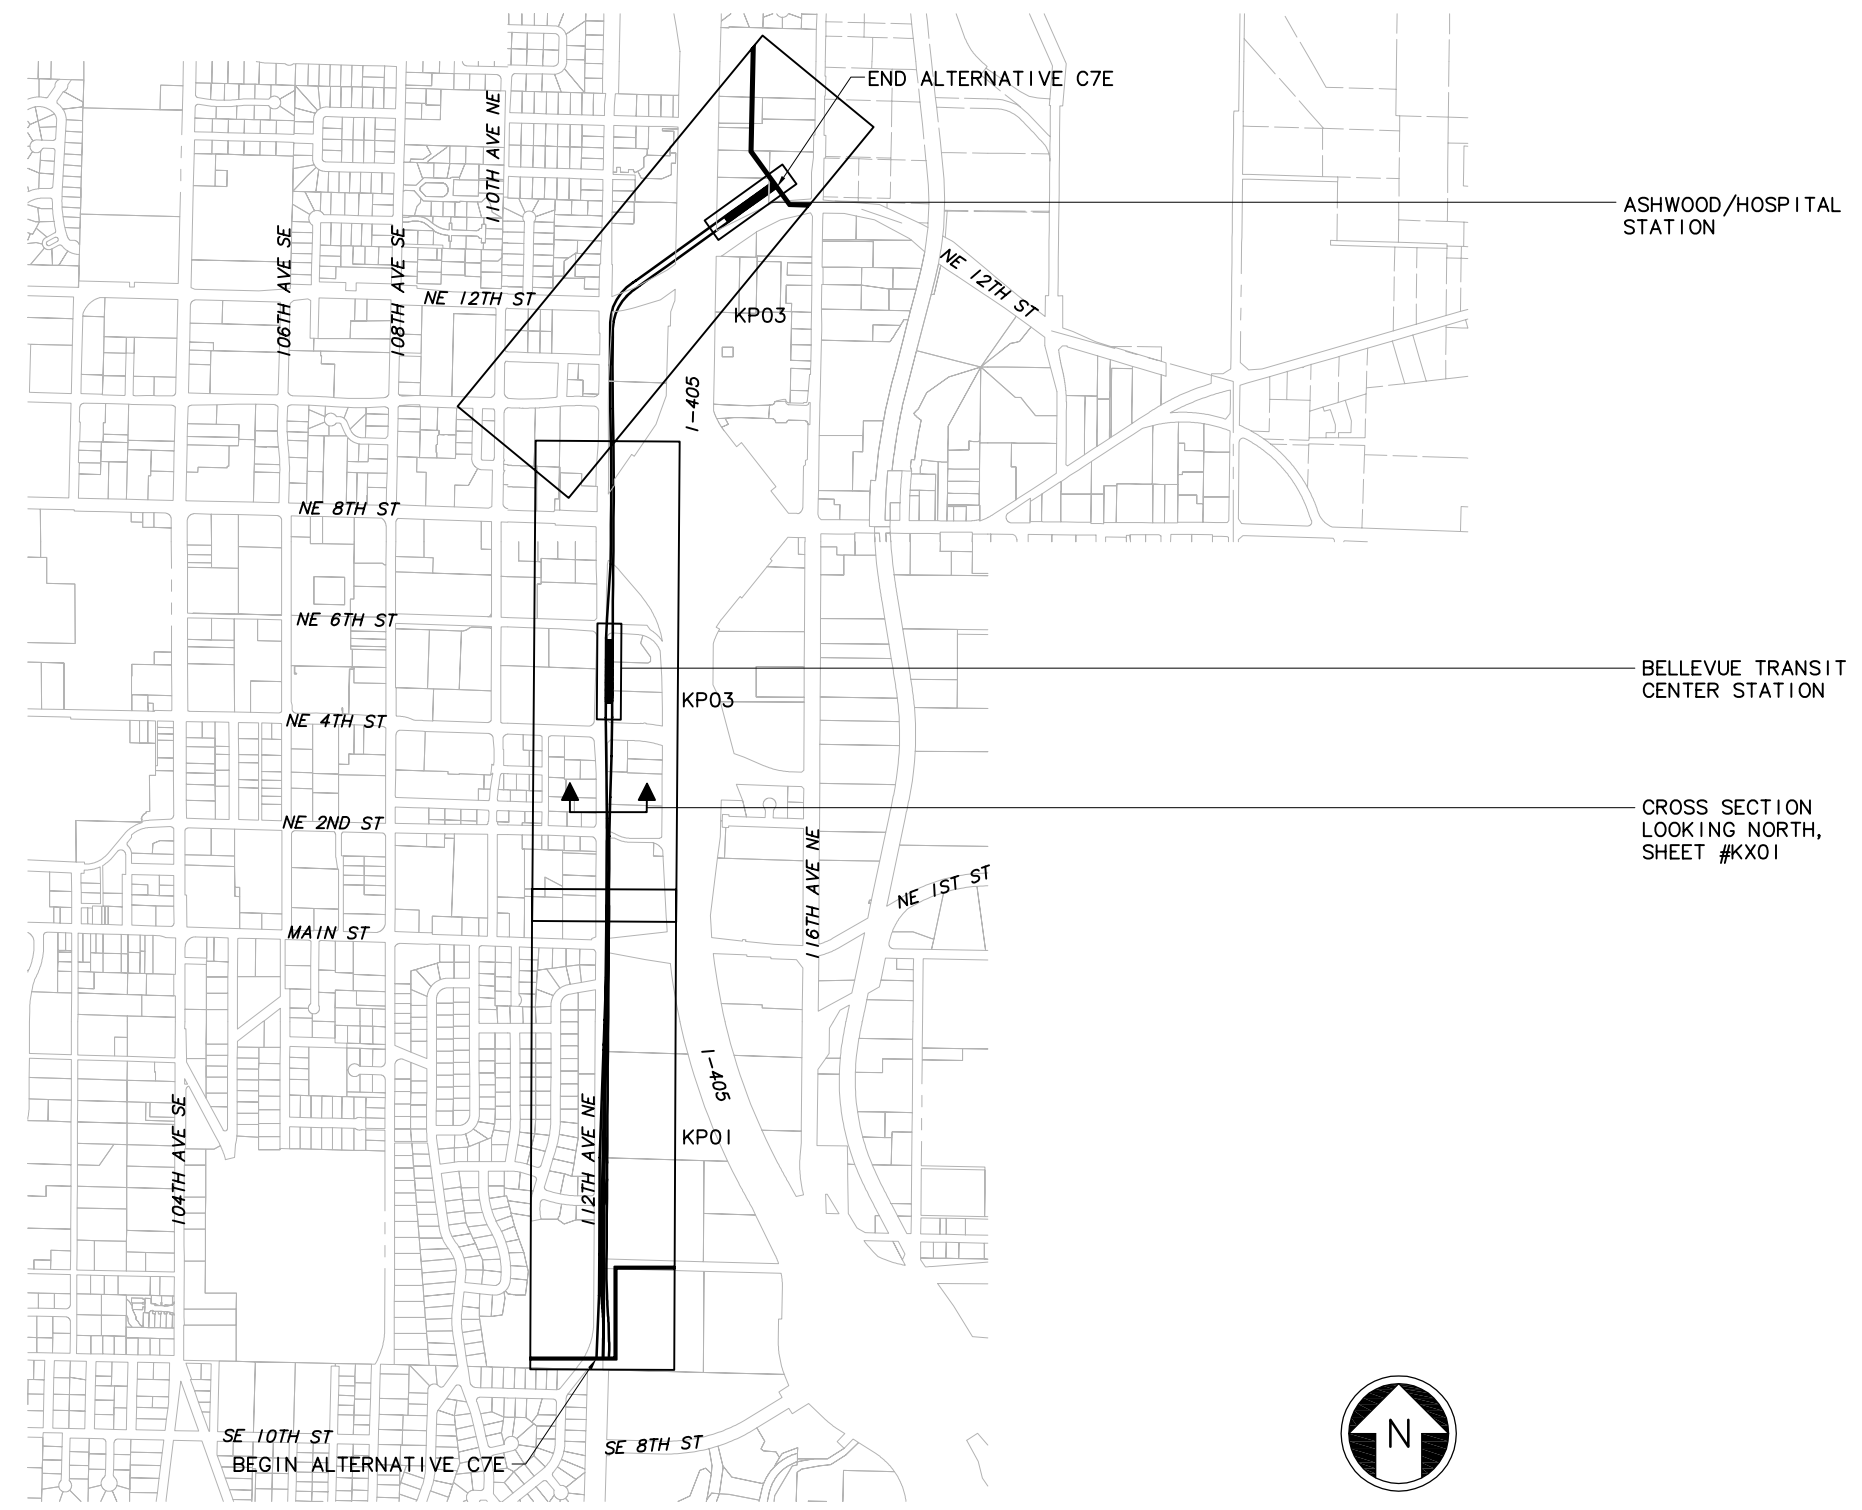 END ALTERNATIVE C7E
110TH AVE NE
ASHWOOD/HOSPITAL
STATION
106TH AVE SE
108TH AVE SE
NE 12TH ST
NE 12TH ST
KP03
I-405
NE 8TH ST
NE 6TH ST
BELLEVUE TRANSIT
CENTER STATION
KP03
NE 4TH ST
CROSS SECTION
LOOKING NORTH,
SHEET #KX01
NE 2ND ST
116TH AVE NE
NE 1ST ST
MAIN ST
I-405
104TH AVE SE
112TH AVE NE
KP01
SE 10TH ST
SE 8TH ST
BEGIN ALTERNATIVE C7E
N